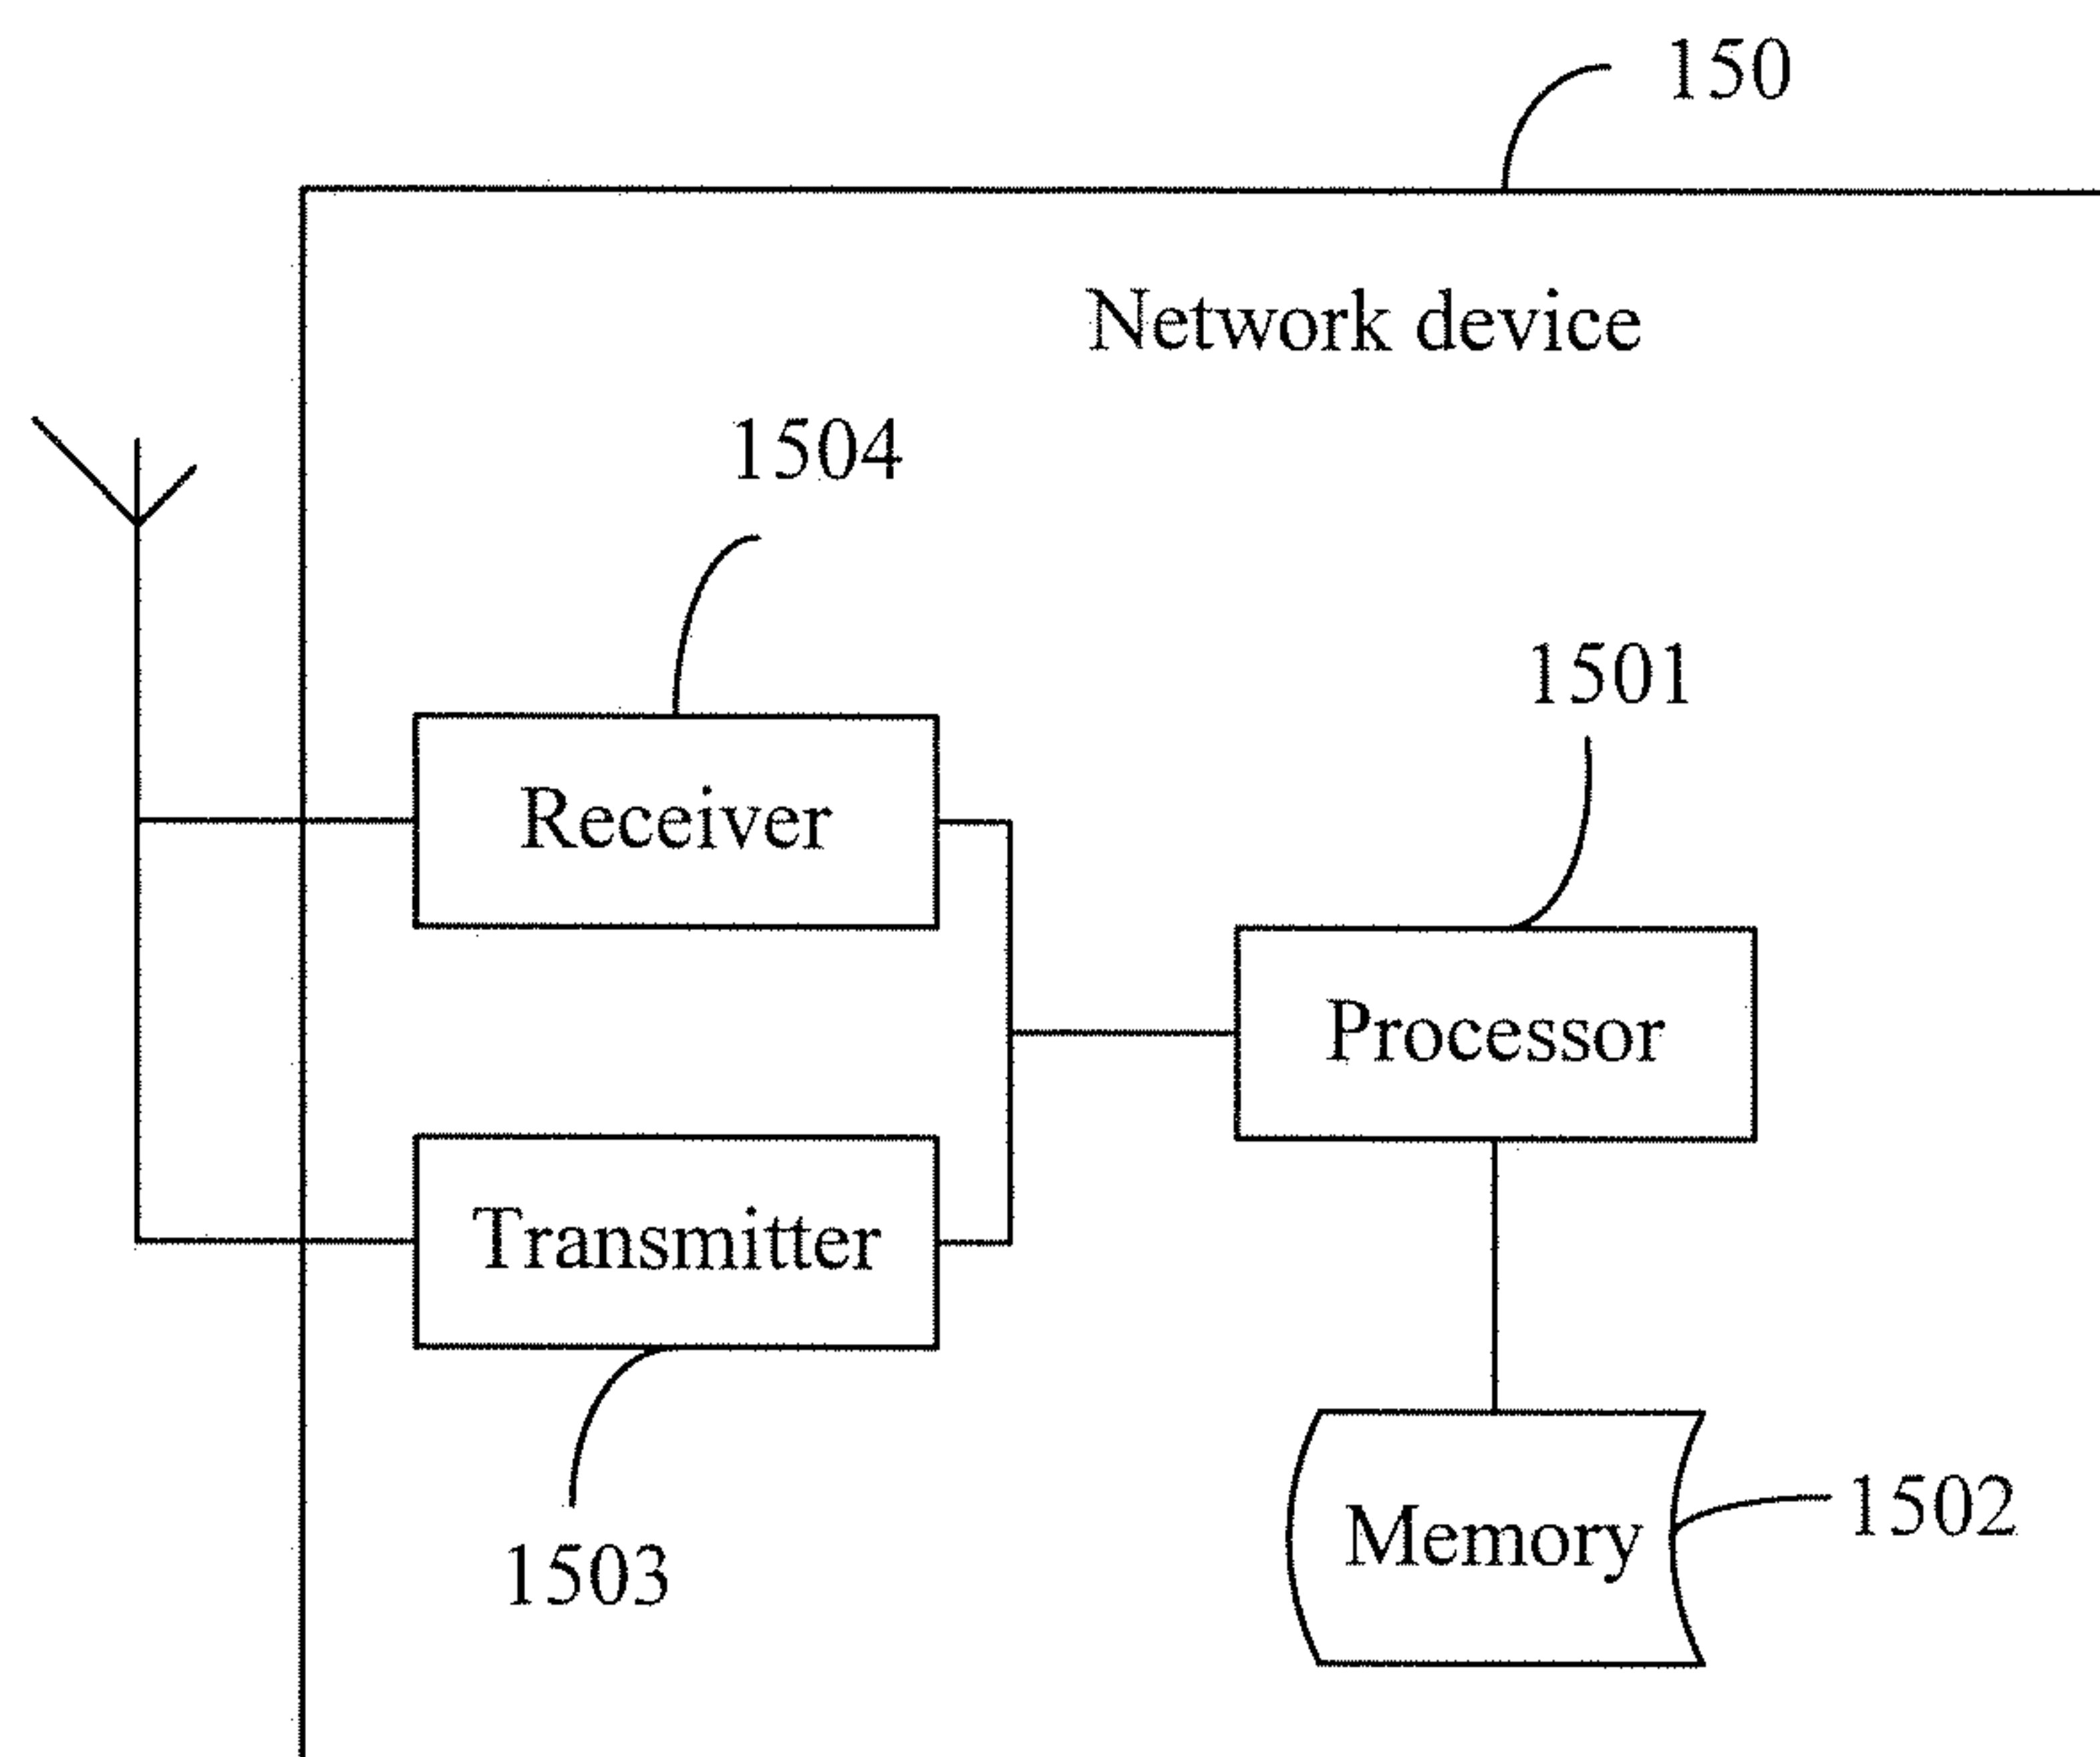 150
Network device
1504
1501
Receiver
Processor
Transmitter
1502
Memory
1503